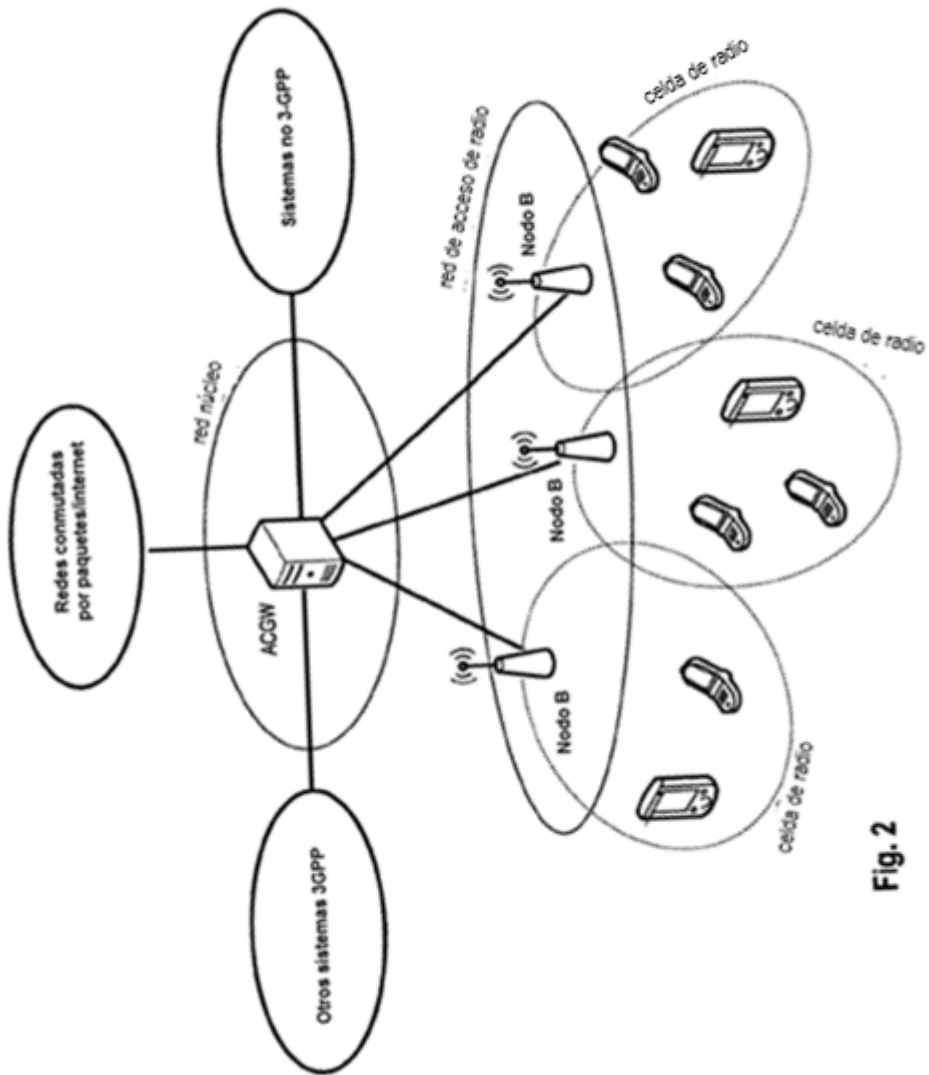 Redes conmutadas
por paquetes/internet
Otros sistemas 3GPP
ACGW
red núcleo
Sistemas no 3-GPP
red de acceso de radio
Nodo B
Nodo B
Nodo B
celda de radio
celda de radio
celda de radio
Fig. 2